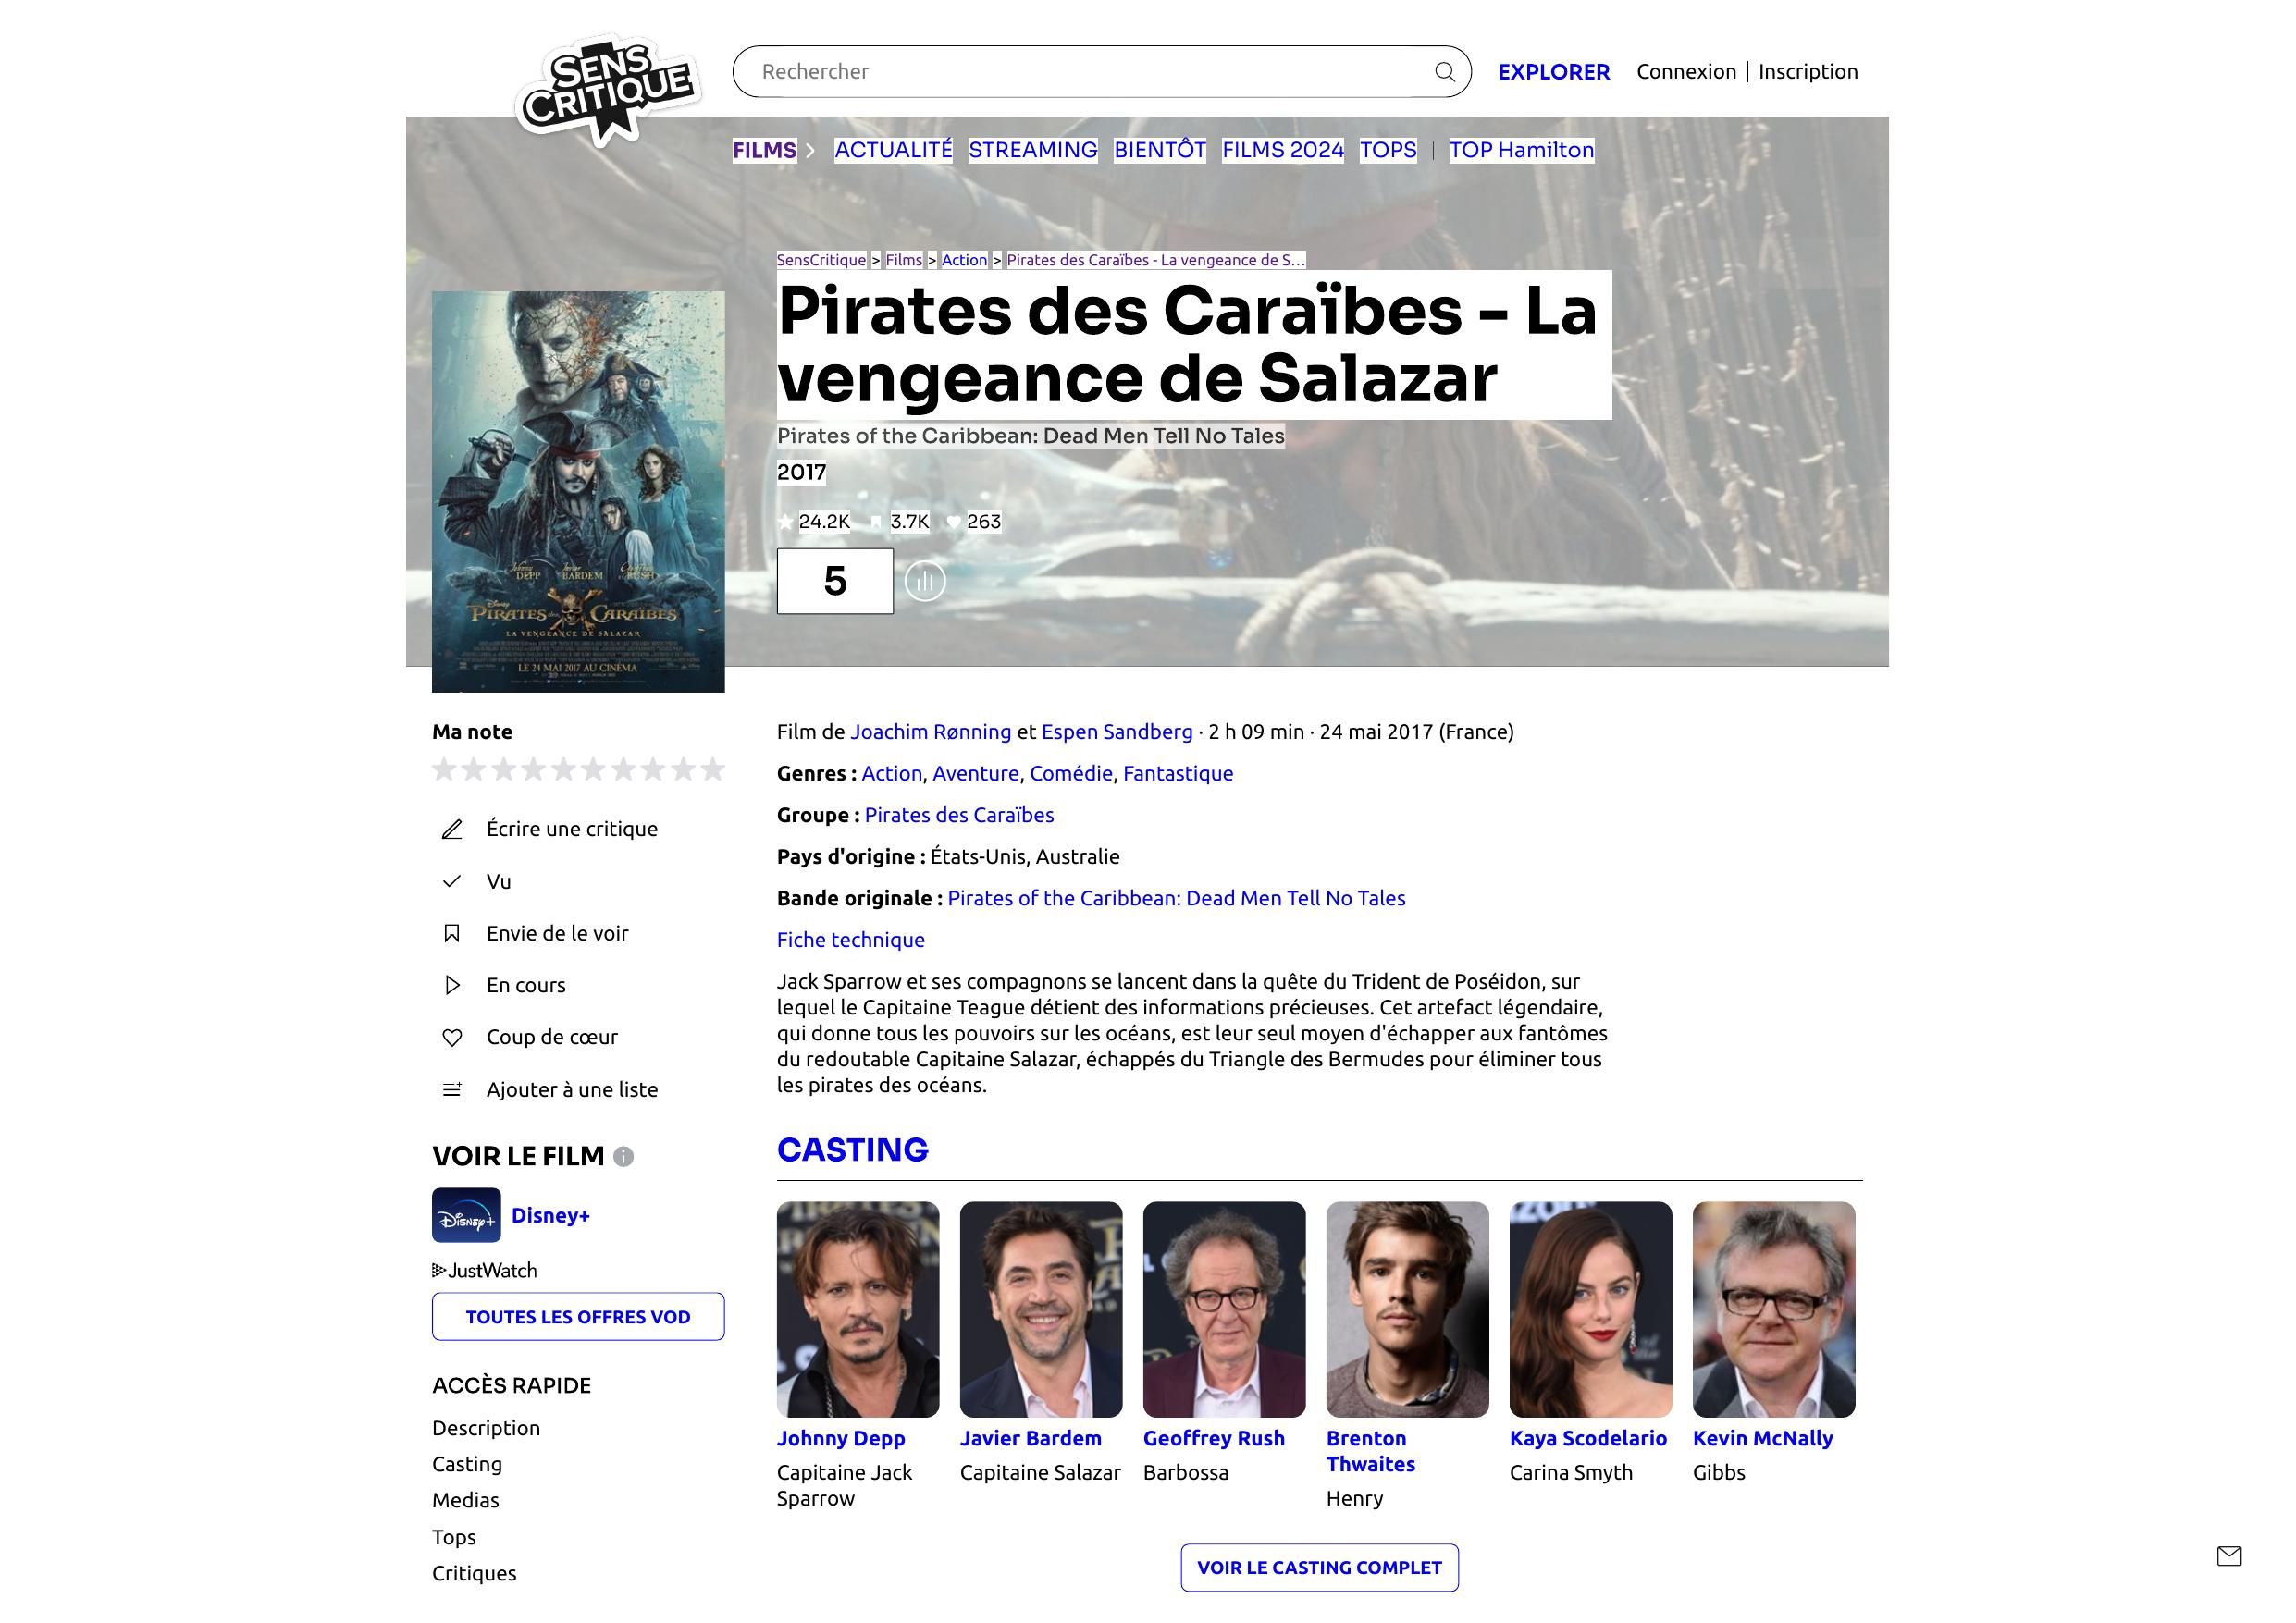 SENS
CRITIQUE
Rechercher
EXPLORER
Connexion | Inscription
FILMS
ACTUALITÉ
STREAMING
BIENTÔT
FILMS 2024
TOPS
|
TOP Hamilton
SensCritique > Films > Action > Pirates des Caraïbes - La vengeance de S...
Pirates des Caraïbes - La
vengeance de Salazar
Pirates of the Caribbean: Dead Men Tell No Tales
2017
24.2K
3.7K
263
5
DEPP
BARDEM
RUSH
Disney
PIRATES des CARAÏBES
LA VENGEANCE DE SALAZAR
LE 24 MAI 2017 AU CINÉMA
Ma note
Écrire une critique
Vu
Envie de le voir
En cours
Coup de cœur
Ajouter à une liste
VOIR LE FILM
Disney+
Disney+
JustWatch
TOUTES LES OFFRES VOD
ACCÈS RAPIDE
Description
Casting
Medias
Tops
Critiques
Film de Joachim Rønning et Espen Sandberg · 2 h 09 min · 24 mai 2017 (France)
Genres : Action, Aventure, Comédie, Fantastique
Groupe : Pirates des Caraïbes
Pays d'origine : États-Unis, Australie
Bande originale : Pirates of the Caribbean: Dead Men Tell No Tales
Fiche technique
Jack Sparrow et ses compagnons se lancent dans la quête du Trident de Poséidon, sur
lequel le Capitaine Teague détient des informations précieuses. Cet artefact légendaire,
qui donne tous les pouvoirs sur les océans, est leur seul moyen d'échapper aux fantômes
du redoutable Capitaine Salazar, échappés du Triangle des Bermudes pour éliminer tous
les pirates des océans.
CASTING
Johnny Depp
Capitaine Jack
Sparrow
Javier Bardem
Capitaine Salazar
Geoffrey Rush
Barbossa
Brenton
Thwaites
Henry
Kaya Scodelario
Carina Smyth
Kevin McNally
Gibbs
VOIR LE CASTING COMPLET